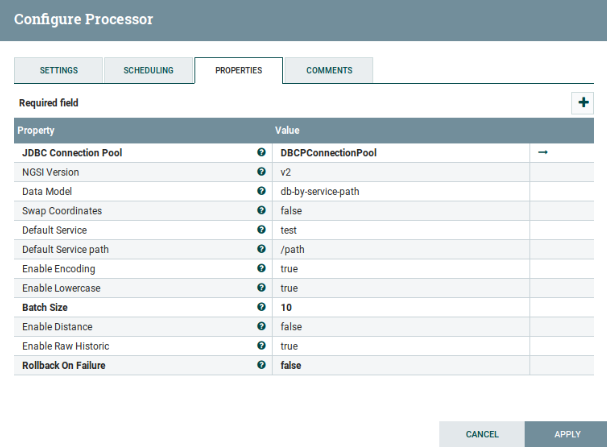 Configure Processor
SETTINGS SCHEDULING PROPERTIES COMMENTS
Required field
Property Value
JDBC Connection Pool DBCPConnectionPool
NGSI Version v2
Data Model db-by-service-path
Swap Coordinates false
Default Service test
Default Service path /path
Enable Encoding true
Enable Lowercase true
Batch Size 10
Enable Distance false
Enable Raw Historic true
Rollback On Failure false
CANCEL APPLY